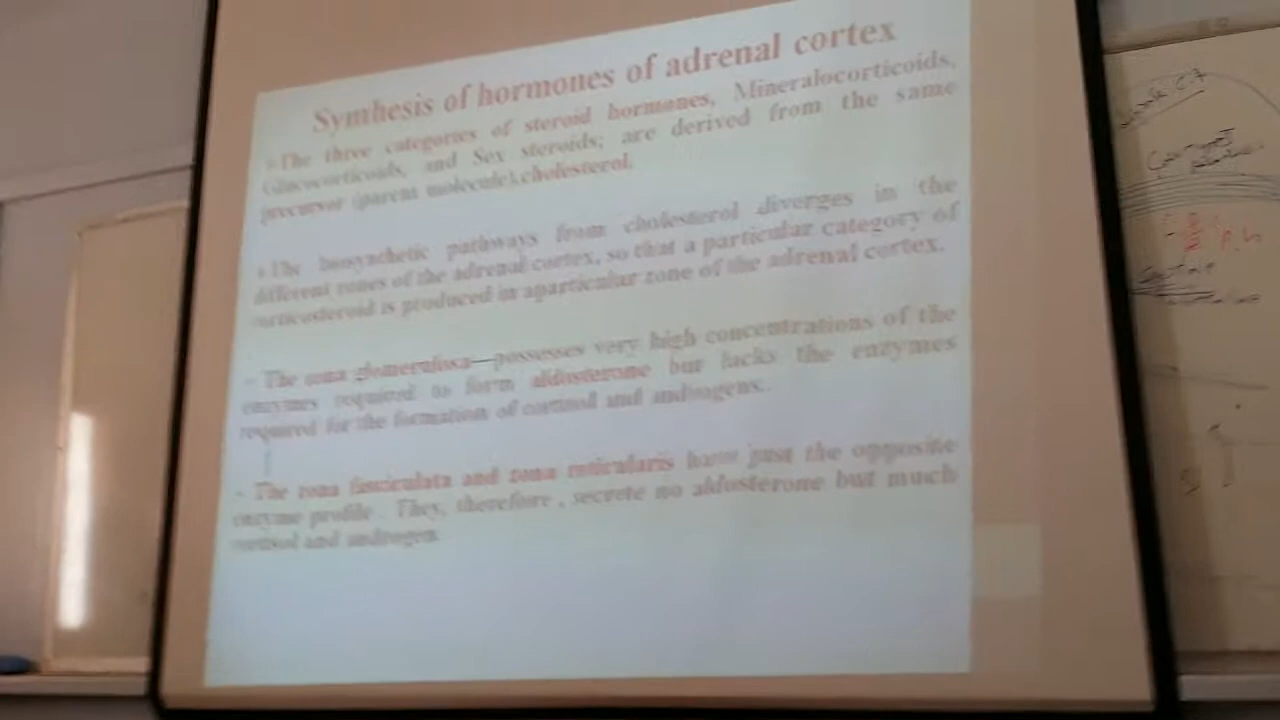 Synthesis of hormones of adrenal cortex
The three categories of steroid hormones, Mineralocorticoids,
Glucocorticoids, and Sex steroids; are derived from the same
precursor (parent molecule),cholesterol.
The biosynthetic pathways from cholesterol diverges in the
different zones of the adrenal cortex, so that a particular category of
corticosteroid is produced in aparticular zone of the adrenal cortex.
The zona glomerulosa—possesses very high concentrations of the
enzymes required to form aldosterone but lacks the enzymes
required for the formation of cortisol and androgens.
The zona fasciculata and zona reticularis have just the opposite
enzyme profile . They, therefore , secrete no aldosterone but much
cortisol and androgen